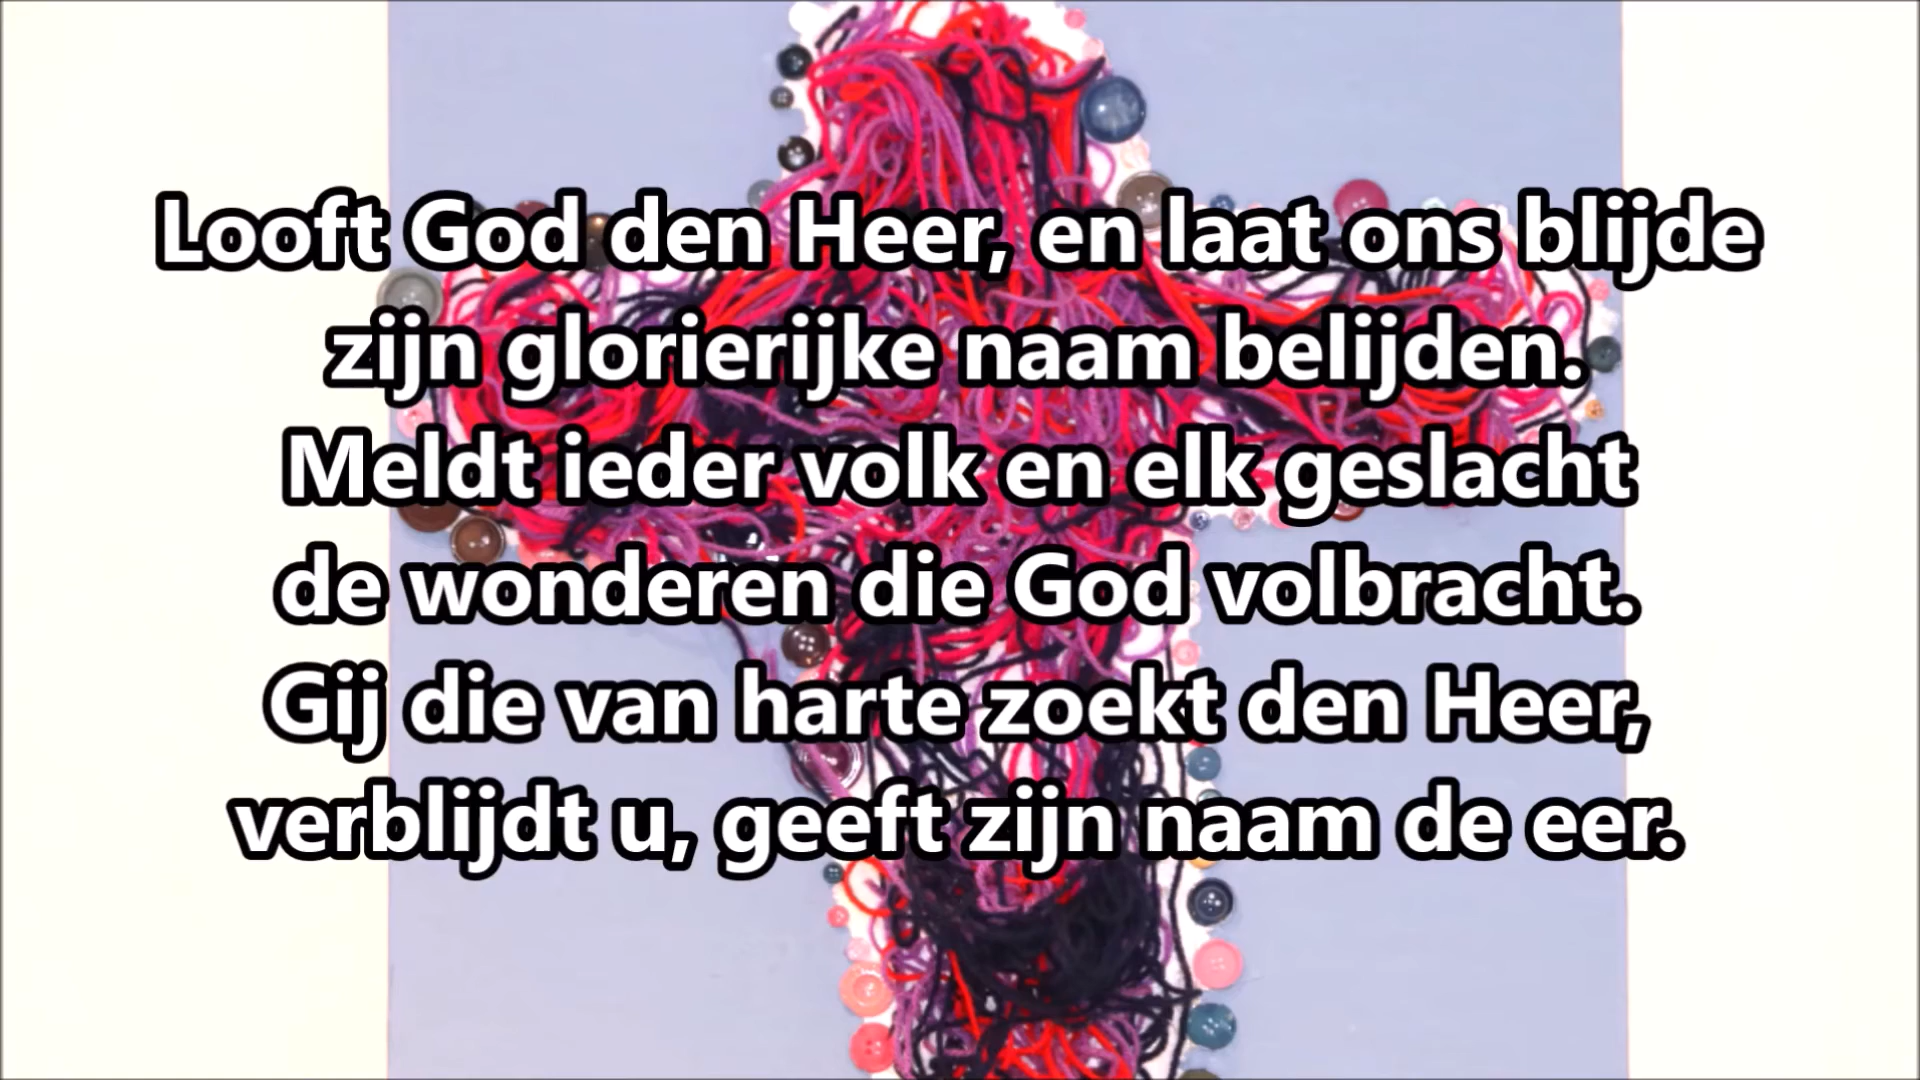 Looft God den Heer, en laat ons blijde
zijn glorierijke naam belijden.
Meldt ieder volk en elk geslacht
de wonderen die God volbracht.
Gij die van harte zoekt den Heer,
verblijdt u, geeft zijn naam de eer.